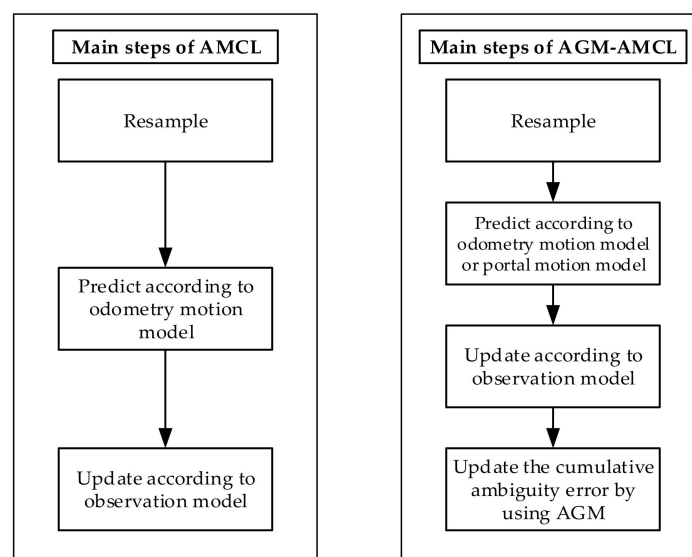 Main steps of AMCL
Resample
Predict according to
odometry motion
model
Update according to
observation model
Main steps of AGM-AMCL
Resample
Predict according to
odometry motion model
or portal motion model
Update according to
observation model
Update the cumulative
ambiguity error by
using AGM